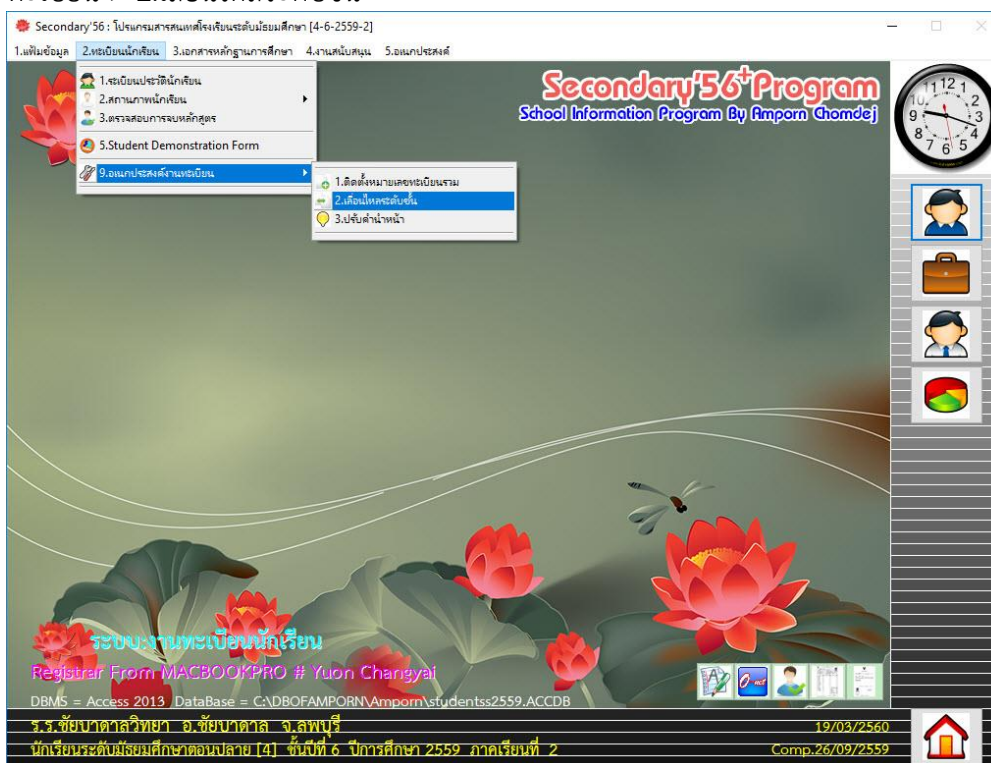 Secondary'56 : โปรแกรมสารสนเทศโรงเรียนระดับมัธยมศึกษา [4-6-2559-2]
1.แฟ้มข้อมูล 2.ทะเบียนนักเรียน 3.เอกสารหลักฐานการศึกษา 4.งานสนับสนุน 5.อเนกประสงค์
1.ระเบียนประวัตินักเรียน
2.สถานภาพนักเรียน
3.ตรวจสอบการจบหลักสูตร
5.Student Demonstration Form
9.อเนกประสงค์งานทะเบียน
1.ติดตั้งหมายเลขทะเบียนรวม
2.เลื่อนไหลระดับชั้น
3.ปรับคำนำหน้า
Secondary'56+Program
School Information Program By Amporn Chomdej
11 12 1
10 2
9 3
8 4
7 6 5
ระบบ:งานทะเบียนนักเรียน
Registrar From MACBOOKPRO # Yuon Changyai
DBMS = Access 2013 DataBase = C:\DBOFAMPORN\Amporn\studentss2559.ACCDB
O-net
ร.ร.ชัยบาดาลวิทยา อ.ชัยบาดาล จ.ลพบุรี 19/03/2560
นักเรียนระดับมัธยมศึกษาตอนปลาย [4] ชั้นปีที่ 6 ปีการศึกษา 2559 ภาคเรียนที่ 2 Comp.26/09/2559